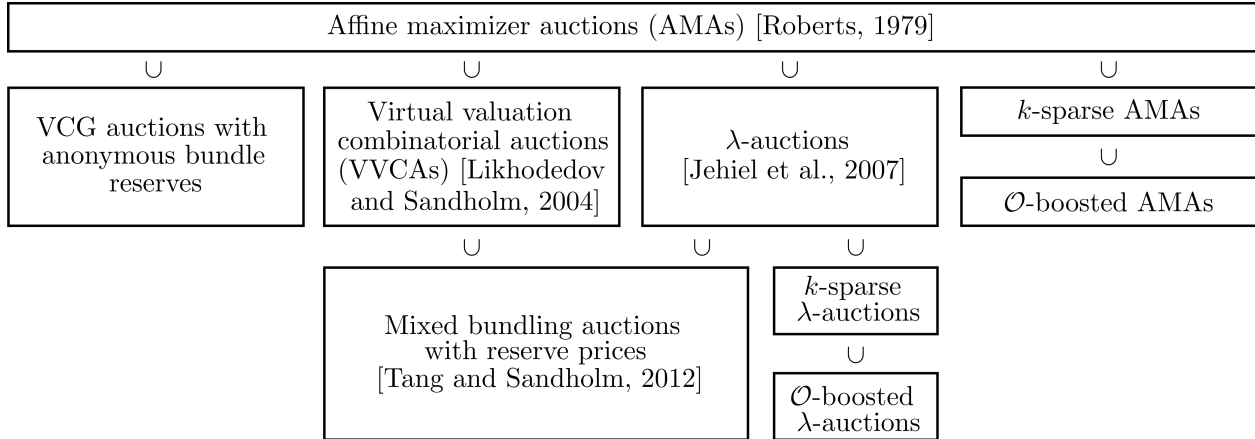 Affine maximizer auctions (AMAs) [Roberts, 1979]
∪ ∪ ∪ ∪
VCG auctions with
anonymous bundle
reserves
Virtual valuation
combinatorial auctions
(VVCAs) [Likhodedov
and Sandholm, 2004]
λ-auctions
[Jehiel et al., 2007]
k-sparse AMAs
∪
𝒪-boosted AMAs
∪ ∪ ∪
Mixed bundling auctions
with reserve prices
[Tang and Sandholm, 2012]
k-sparse
λ-auctions
∪
𝒪-boosted
λ-auctions